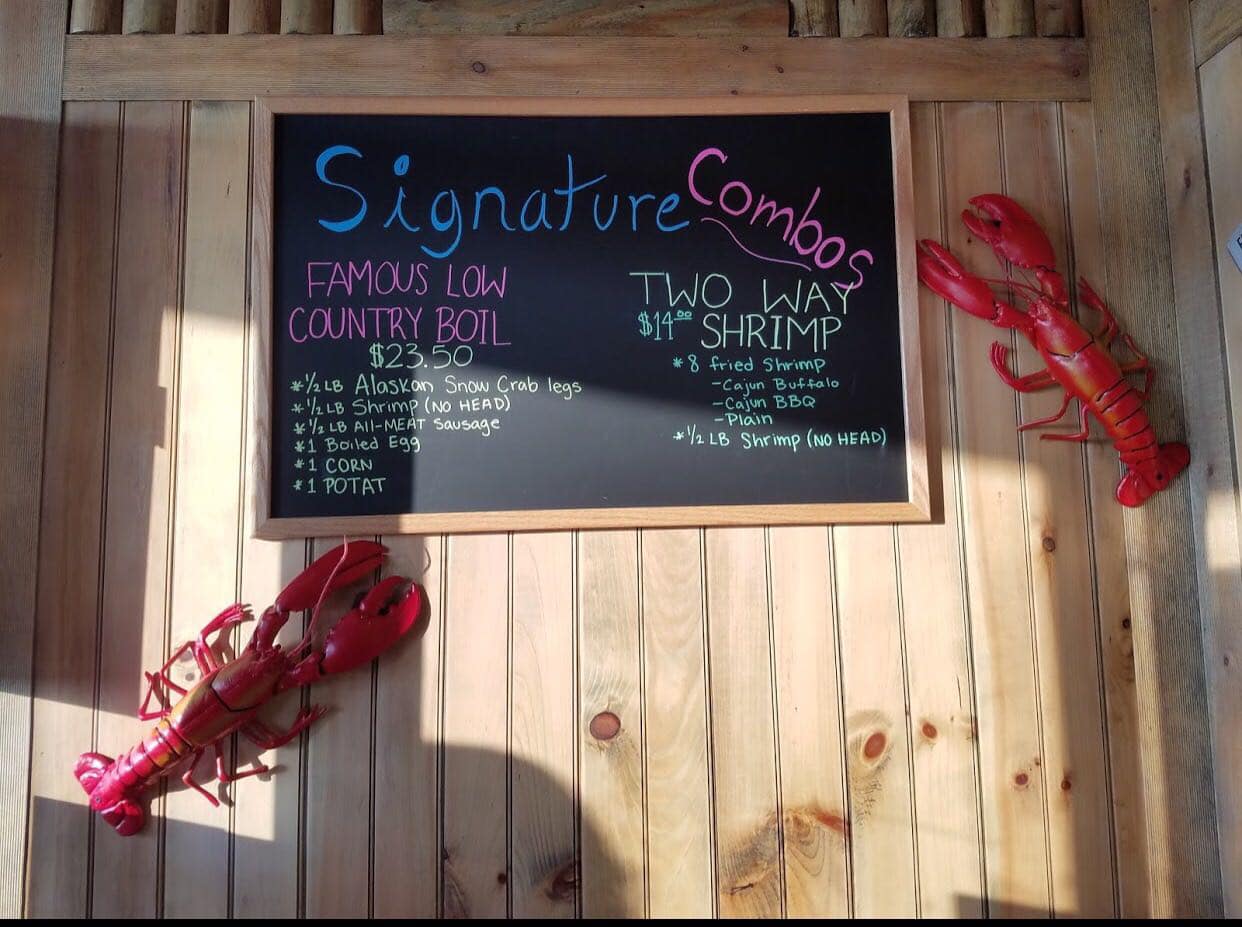 Signature Combos
FAMOUS LOW
COUNTRY BOIL
$23.50
*½ LB Alaskan Snow Crab legs
*½ LB Shrimp (NO HEAD)
*½ LB All-MEAT Sausage
*1 Boiled Egg
*1 CORN
*1 POTAT
TWO WAY
$14.00 SHRIMP
*8 fried Shrimp
-Cajun Buffalo
-Cajun BBQ
-Plain
*½ LB Shrimp (NO HEAD)